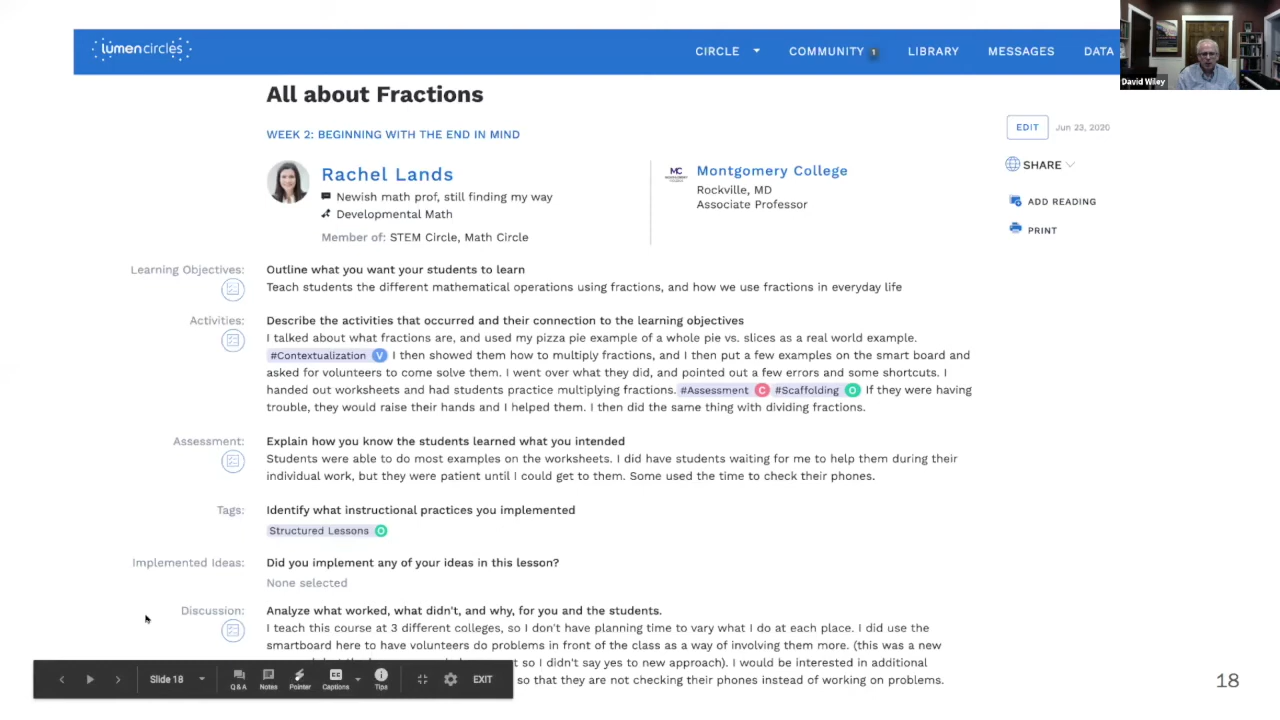 lumen circles
CIRCLE
COMMUNITY 1
LIBRARY
MESSAGES
DATA
David Wiley
All about Fractions
WEEK 2: BEGINNING WITH THE END IN MIND
EDIT
Jun 23, 2020
SHARE
ADD READING
PRINT
Rachel Lands
Newish math prof, still finding my way
Developmental Math
Member of: STEM Circle, Math Circle
MC
Montgomery College
Rockville, MD
Associate Professor
Learning Objectives:
Outline what you want your students to learn
Teach students the different mathematical operations using fractions, and how we use fractions in everyday life
Activities:
Describe the activities that occurred and their connection to the learning objectives
I talked about what fractions are, and used my pizza pie example of a whole pie vs. slices as a real world example.
#Contextualization V I then showed them how to multiply fractions, and I then put a few examples on the smart board and
asked for volunteers to come solve them. I went over what they did, and pointed out a few errors and some shortcuts. I
handed out worksheets and had students practice multiplying fractions. #Assessment C #Scaffolding O If they were having
trouble, they would raise their hands and I helped them. I then did the same thing with dividing fractions.
Assessment:
Explain how you know the students learned what you intended
Students were able to do most examples on the worksheets. I did have students waiting for me to help them during their
individual work, but they were patient until I could get to them. Some used the time to check their phones.
Tags:
Identify what instructional practices you implemented
Structured Lessons O
Implemented Ideas:
Did you implement any of your ideas in this lesson?
None selected
Discussion:
Analyze what worked, what didn't, and why, for you and the students.
I teach this course at 3 different colleges, so I don't have planning time to vary what I do at each place. I did use the
smartboard here to have volunteers do problems in front of the class as a way of involving them more. (this was a new
so I didn't say yes to new approach). I would be interested in additional
so that they are not checking their phones instead of working on problems.
Slide 18
Q&A
Notes
Pointer
CC
Captions
Tips
EXIT
18